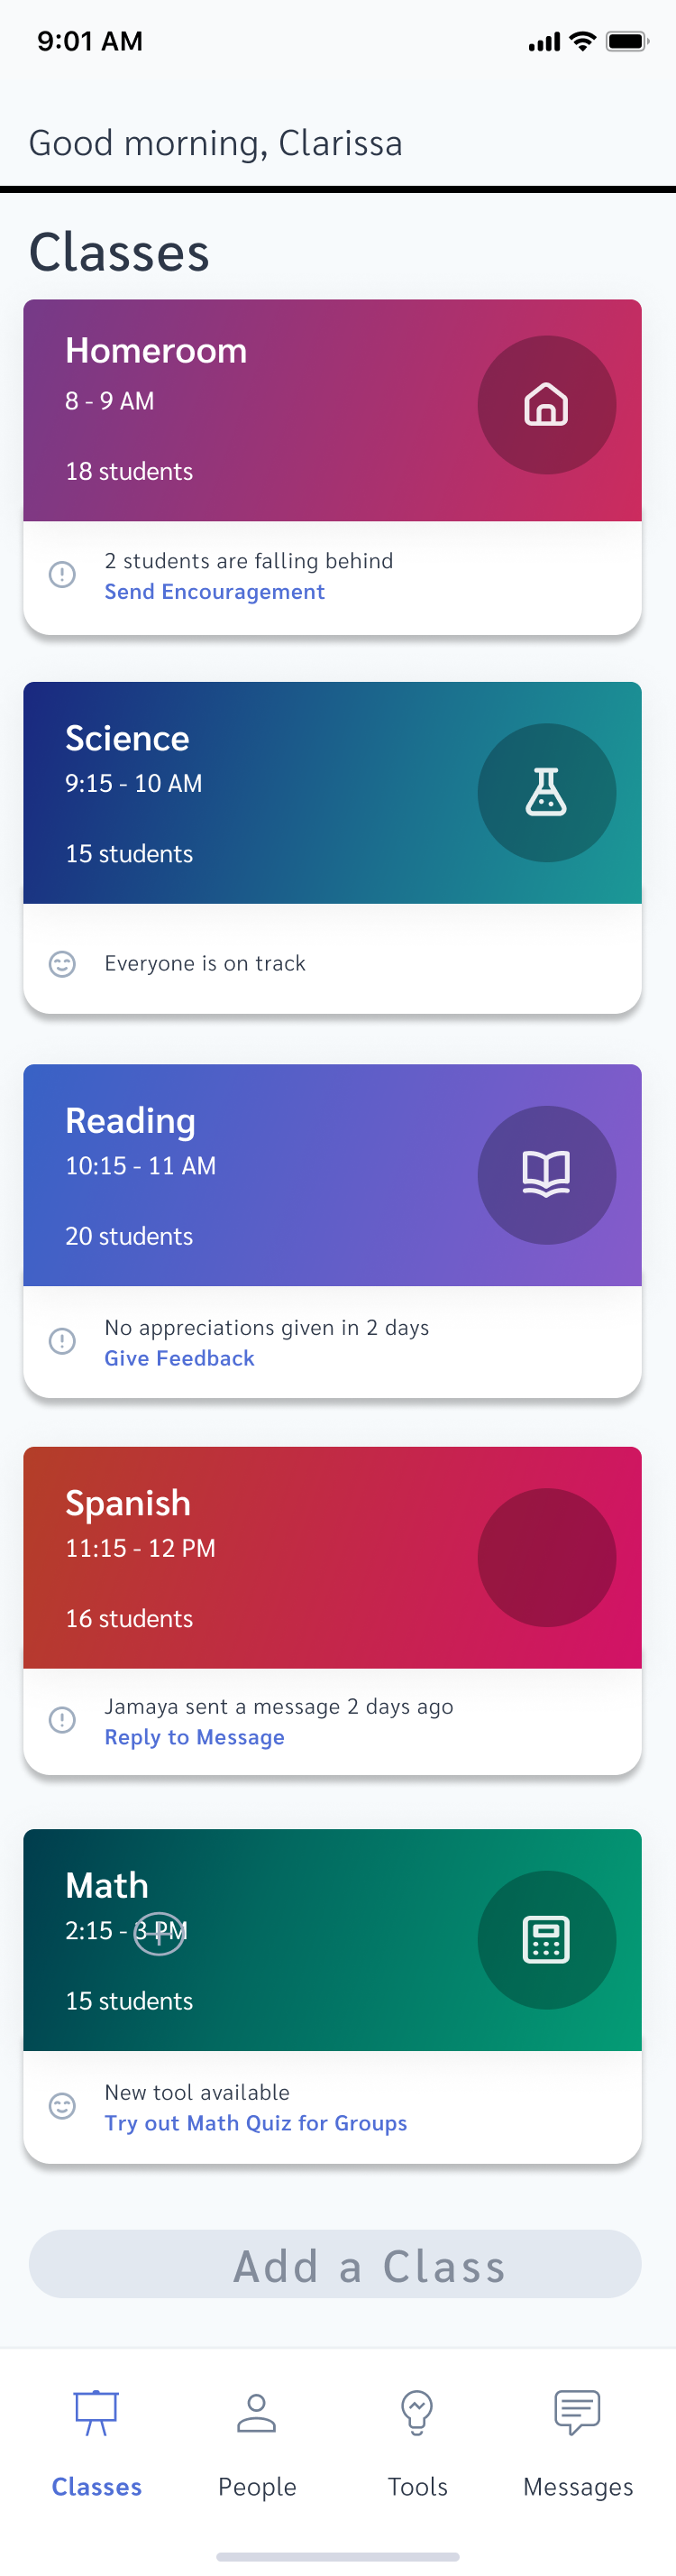 9:01 AM
Good morning, Clarissa
Classes
Homeroom
8 - 9 AM
18 students
2 students are falling behind
Send Encouragement
Science
9:15 - 10 AM
15 students
Everyone is on track
Reading
10:15 - 11 AM
20 students
No appreciations given in 2 days
Give Feedback
Spanish
11:15 - 12 PM
16 students
Jamaya sent a message 2 days ago
Reply to Message
Math
2:15 - 3 PM
15 students
New tool available
Try out Math Quiz for Groups
Add a Class
Classes People Tools Messages